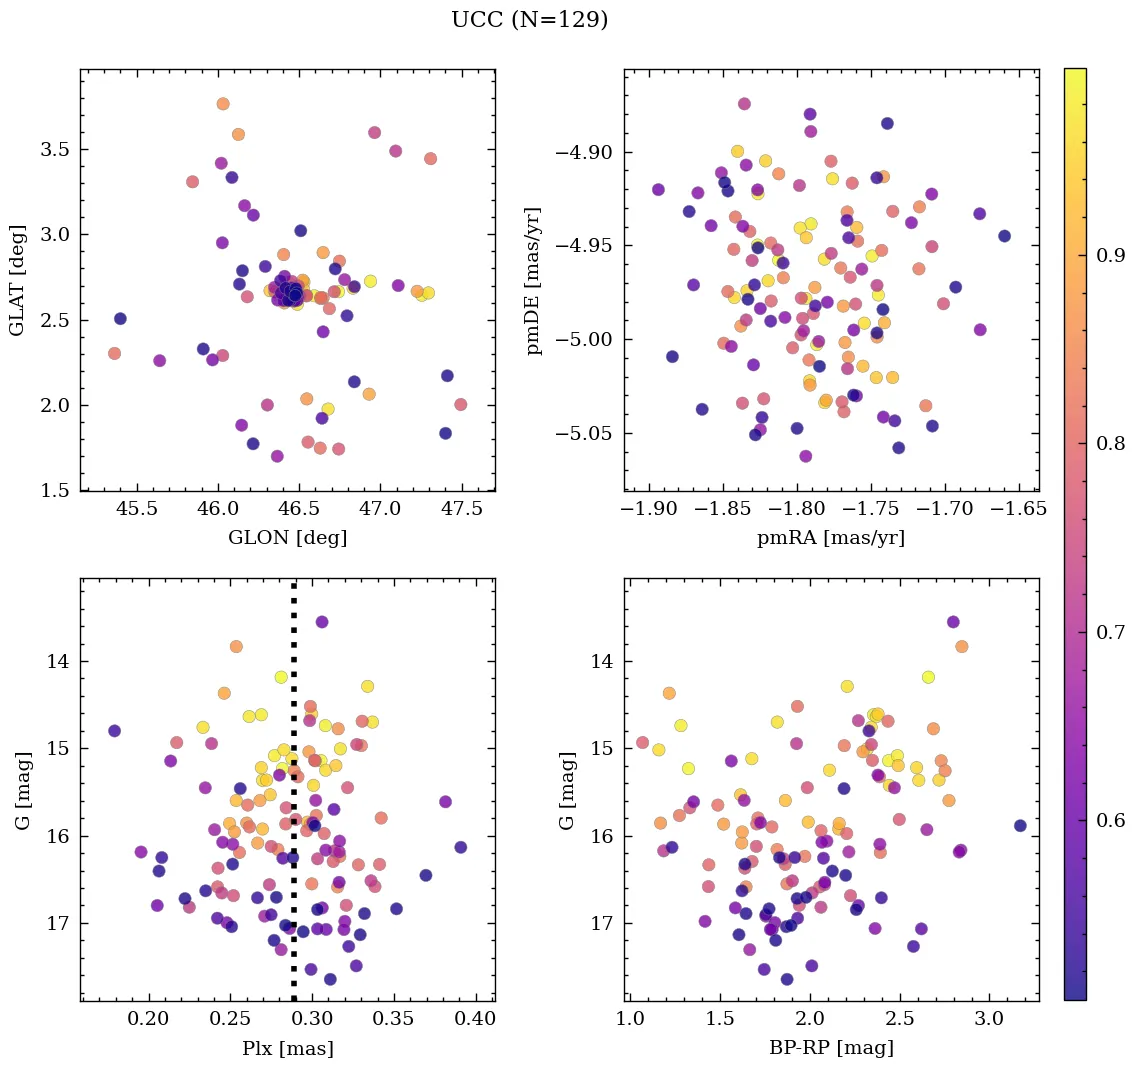 UCC (N=129)
3.5
3.0
2.5
2.0
1.5
GLAT [deg]
45.5 46.0 46.5 47.0 47.5
GLON [deg]
−4.90
−4.95
−5.00
−5.05
pmDE [mas/yr]
−1.90 −1.85 −1.80 −1.75 −1.70 −1.65
pmRA [mas/yr]
14
15
16
17
G [mag]
0.20 0.25 0.30 0.35 0.40
Plx [mas]
14
15
16
17
G [mag]
1.0 1.5 2.0 2.5 3.0
BP-RP [mag]
0.9
0.8
0.7
0.6